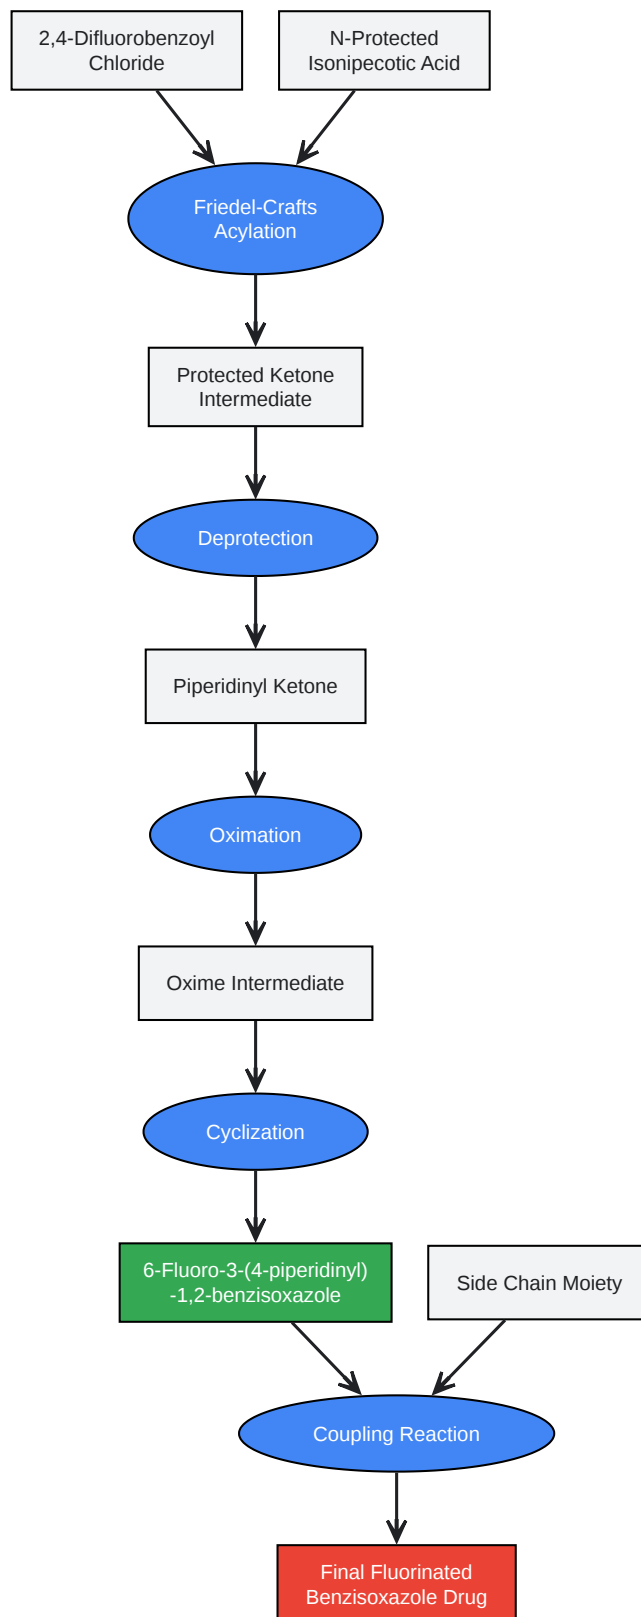 2,4-Difluorobenzoyl
Chloride
N-Protected
Isonipecotic Acid
Friedel-Crafts
Acylation
Protected Ketone
Intermediate
Deprotection
Piperidinyl Ketone
Oximation
Oxime Intermediate
Cyclization
6-Fluoro-3-(4-piperidinyl)
-1,2-benzisoxazole
Side Chain Moiety
Coupling Reaction
Final Fluorinated
Benzisoxazole Drug